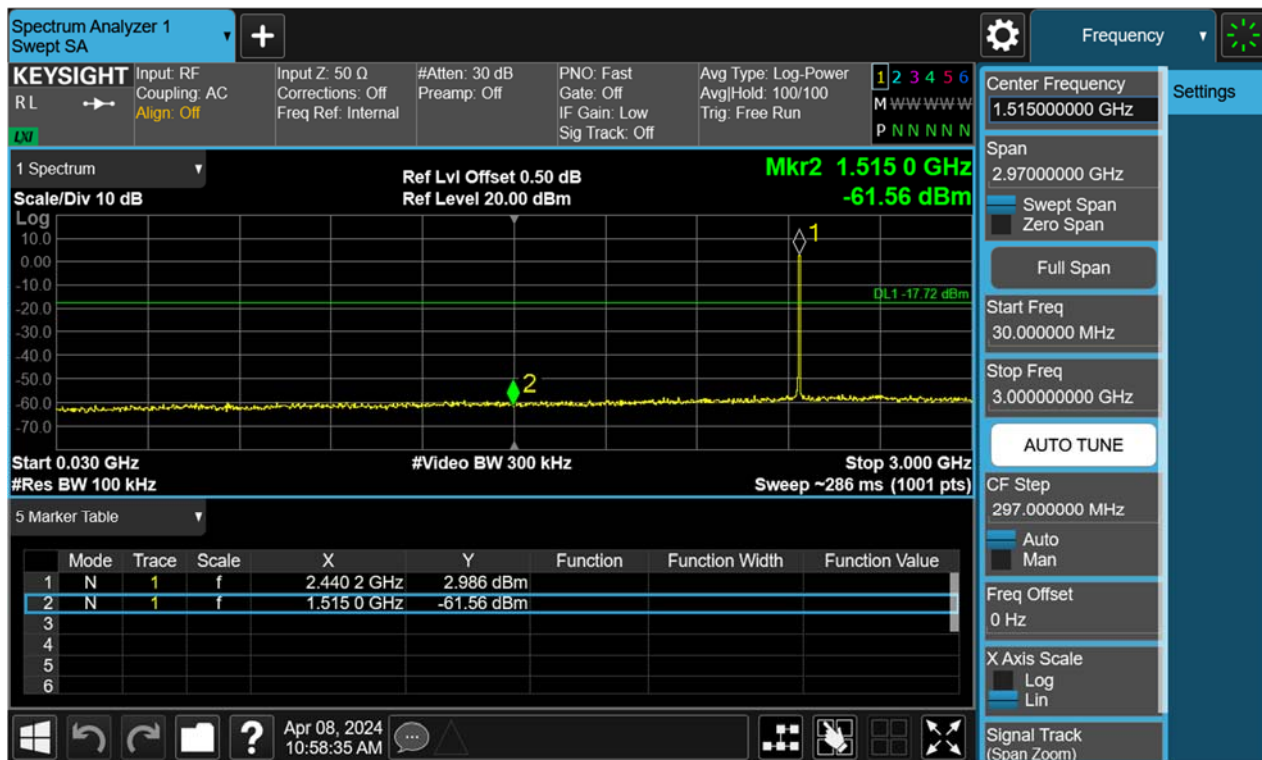 Spectrum Analyzer 1
Swept SA
Frequency
KEYSIGHT
RL
LXI
Input: RF
Coupling: AC
Align: Off
Input Z: 50 Ω
Corrections: Off
Freq Ref: Internal
#Atten: 30 dB
Preamp: Off
PNO: Fast
Gate: Off
IF Gain: Low
Sig Track: Off
Avg Type: Log-Power
Avg|Hold: 100/100
Trig: Free Run
1 2 3 4 5 6
M W W W W W
P N N N N N
1 Spectrum
Scale/Div 10 dB
Ref Lvl Offset 0.50 dB
Ref Level 20.00 dBm
Mkr2 1.515 0 GHz
-61.56 dBm
Log
10.0
0.00
-10.0
-20.0
-30.0
-40.0
-50.0
-60.0
-70.0
1
DL1 -17.72 dBm
2
Start 0.030 GHz
#Video BW 300 kHz
Stop 3.000 GHz
#Res BW 100 kHz
Sweep ~286 ms (1001 pts)
5 Marker Table
Mode Trace Scale X Y Function Function Width Function Value
1 N 1 f 2.440 2 GHz 2.986 dBm
2 N 1 f 1.515 0 GHz -61.56 dBm
3
4
5
6
?
Apr 08, 2024
10:58:35 AM
Center Frequency
1.515000000 GHz
Settings
Span
2.97000000 GHz
Swept Span
Zero Span
Full Span
Start Freq
30.000000 MHz
Stop Freq
3.000000000 GHz
AUTO TUNE
CF Step
297.000000 MHz
Auto
Man
Freq Offset
0 Hz
X Axis Scale
Log
Lin
Signal Track
(Span Zoom)